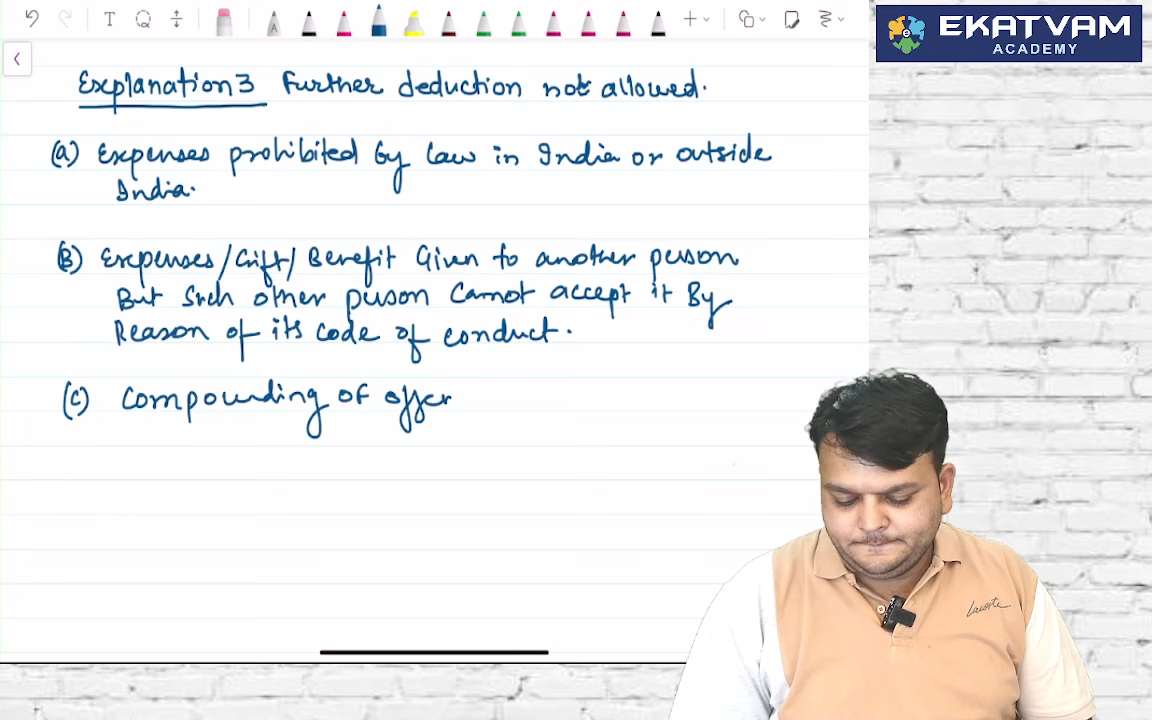 EKATVAM
ACADEMY
Explanation 3 Further deduction not allowed.
(a) Expenses prohibited by law in India or outside
India.
(B) Expenses/Gift/Benefit Given to another person
But Such other person Cannot accept it By
Reason of its Code of conduct.
(c) Compounding of offer
Lacoste